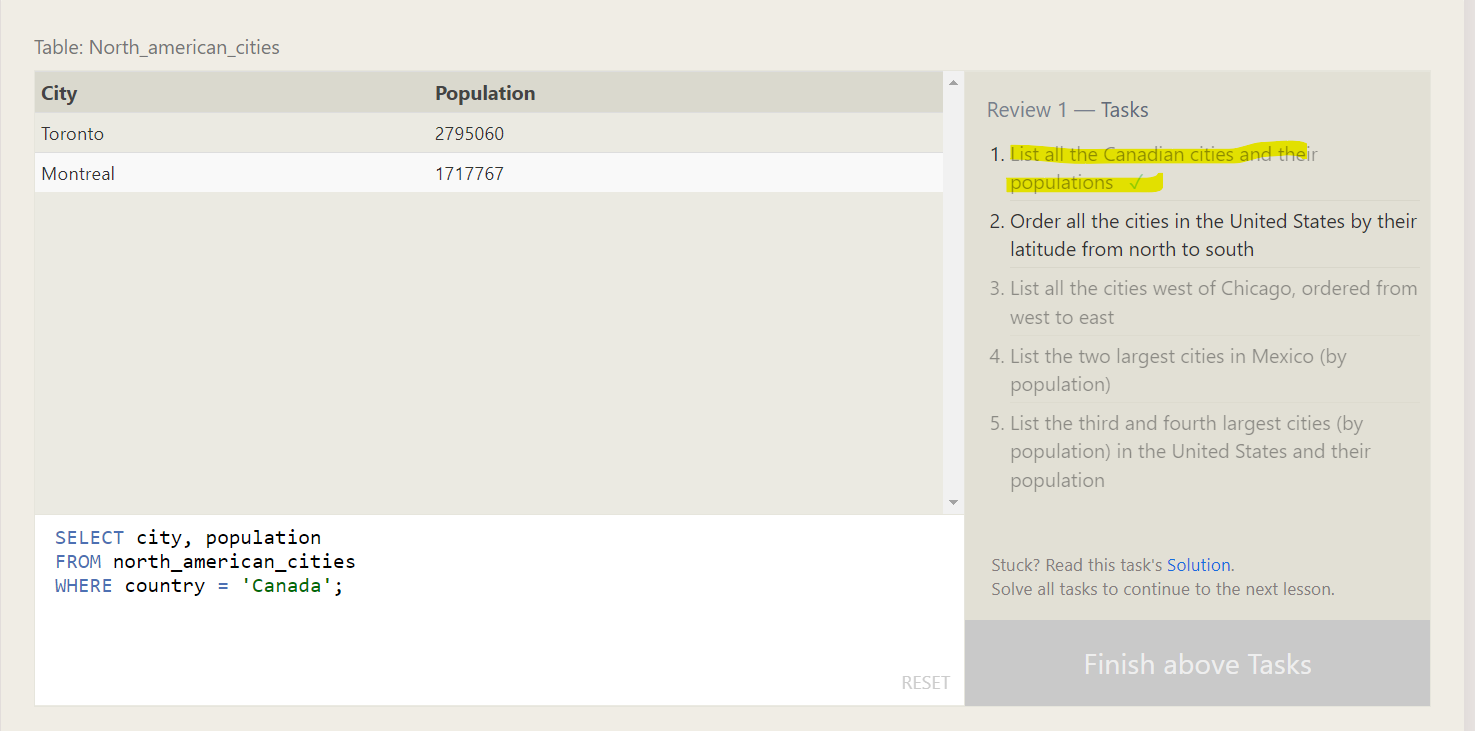 Table: North_american_cities
City Population
Toronto 2795060
Montreal 1717767
SELECT city, population
FROM north_american_cities
WHERE country = 'Canada';
RESET
Review 1 — Tasks
1. List all the Canadian cities and their
populations ✓
2. Order all the cities in the United States by their
latitude from north to south
3. List all the cities west of Chicago, ordered from
west to east
4. List the two largest cities in Mexico (by
population)
5. List the third and fourth largest cities (by
population) in the United States and their
population
Stuck? Read this task's Solution.
Solve all tasks to continue to the next lesson.
Finish above Tasks